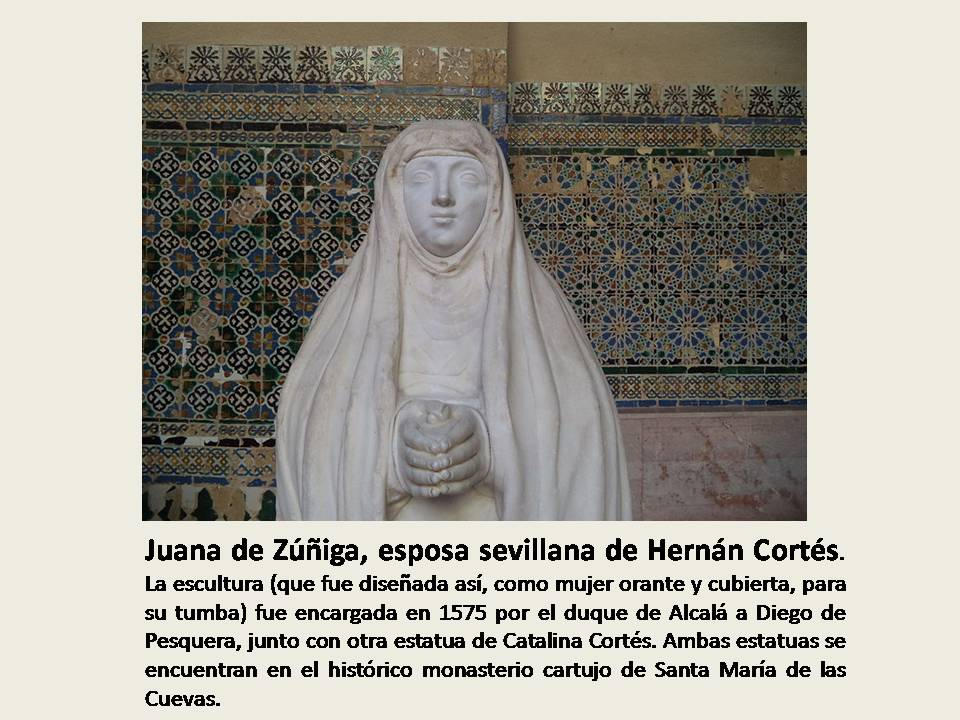 Juana de Zúñiga, esposa sevillana de Hernán Cortés.
La escultura (que fue diseñada así, como mujer orante y cubierta, para
su tumba) fue encargada en 1575 por el duque de Alcalá a Diego de
Pesquera, junto con otra estatua de Catalina Cortés. Ambas estatuas se
encuentran en el histórico monasterio cartujo de Santa María de las
Cuevas.